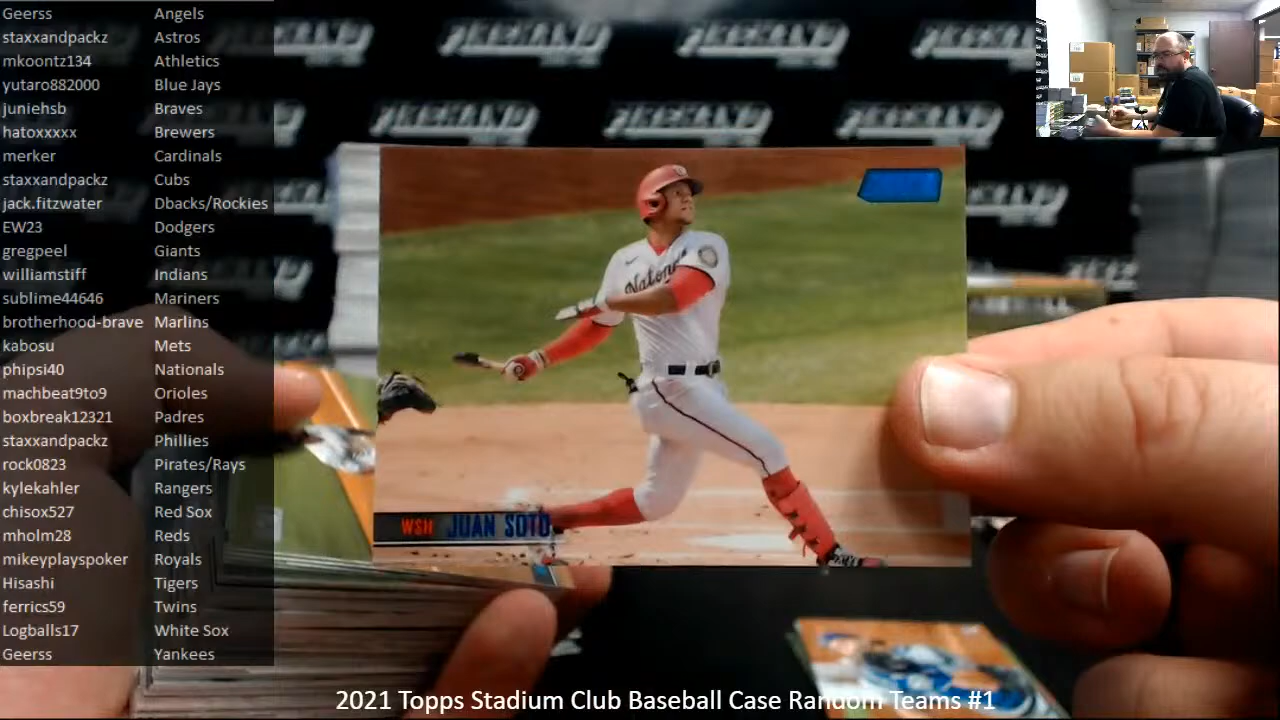 Geerss Angels
staxxandpackz Astros
mkoontz134 Athletics
yutaro882000 Blue Jays
juniehsb Braves
hatoxxxxx Brewers
merker Cardinals
staxxandpackz Cubs
jack.fitzwater Dbacks/Rockies
EW23 Dodgers
gregpeel Giants
williamstiff Indians
sublime44646 Mariners
brotherhood-brave Marlins
kabosu Mets
phipsi40 Nationals
machbeat9to9 Orioles
boxbreak12321 Padres
staxxandpackz Phillies
rock0823 Pirates/Rays
kylekahler Rangers
chisox527 Red Sox
mholm28 Reds
mikeyplayspoker Royals
Hisashi Tigers
ferrics59 Twins
Logballs17 White Sox
Geerss Yankees
WSH JUAN SOTO
2021 Topps Stadium Club Baseball Case Random Teams #1